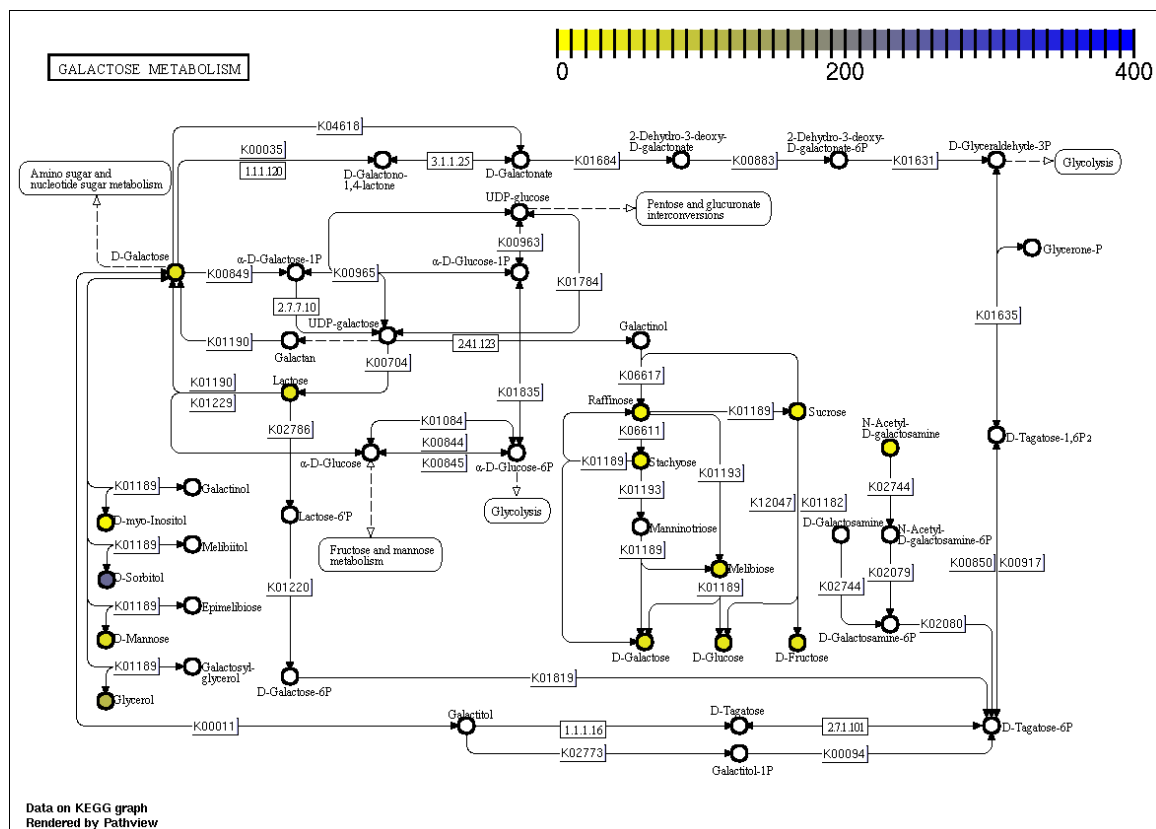 GALACTOSE METABOLISM
0
200
400
K04618
K00035
1.1.1.120
D-Galactono-
1,4-lactone
3.1.1.25
D-Galactonate
K01684
2-Dehydro-3-deoxy-
D-galactonate
K00883
2-Dehydro-3-deoxy-
D-galactonate-6P
K01631
D-Glyceraldehyde-3P
Glycolysis
Amino sugar and
nucleotide sugar metabolism
UDP-glucose
Pentose and glucuronate
interconversions
K00963
Glycerone-P
D-Galactose
K00849
α-D-Galactose-1P
K00965
α-D-Glucose-1P
K01784
2.7.7.10
UDP-galactose
K01635
K01190
Galactan
2.4.1.123
Galactinol
K00704
K01190
K01229
Lactose
K01835
K06617
K02786
K01084
K00844
K00845
α-D-Glucose
α-D-Glucose-6P
Raffinose
K01189
Sucrose
K06611
K01189
Stachyose
K01193
K01193
N-Acetyl-
D-galactosamine
D-Tagatose-1,6P2
K01189
Galactinol
D-myo-Inositol
Lactose-6'P
Glycolysis
Manninotriose
K12047
K01182
K02744
D-Galactosamine
N-Acetyl-
D-galactosamine-6P
K01189
Melibiitol
D-Sorbitol
Fructose and mannose
metabolism
K01189
Melibiose
K01189
K02744
K02079
K00850
K00917
K01220
K01189
Epimelibiose
D-Mannose
D-Galactose
D-Glucose
D-Fructose
D-Galactosamine-6P
K02080
K01189
Galactosyl-
glycerol
Glycerol
D-Galactose-6P
K01819
K00011
Galactitol
1.1.1.16
D-Tagatose
2.7.1.101
D-Tagatose-6P
K02773
Galactitol-1P
K00094
Data on KEGG graph
Rendered by Pathview